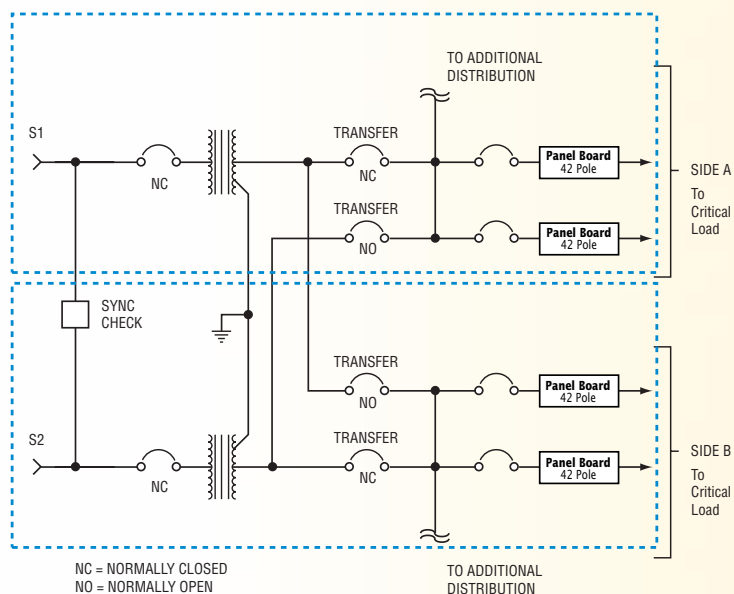 TO ADDITIONAL
DISTRIBUTION
S1
NC
TRANSFER
NC
Panel Board
42 Pole
SIDE A
To
Critical
Load
TRANSFER
NO
Panel Board
42 Pole
SYNC
CHECK
TRANSFER
NO
Panel Board
42 Pole
S2
NC
TRANSFER
NC
Panel Board
42 Pole
SIDE B
To
Critical
Load
NC = NORMALLY CLOSED
NO = NORMALLY OPEN
TO ADDITIONAL
DISTRIBUTION